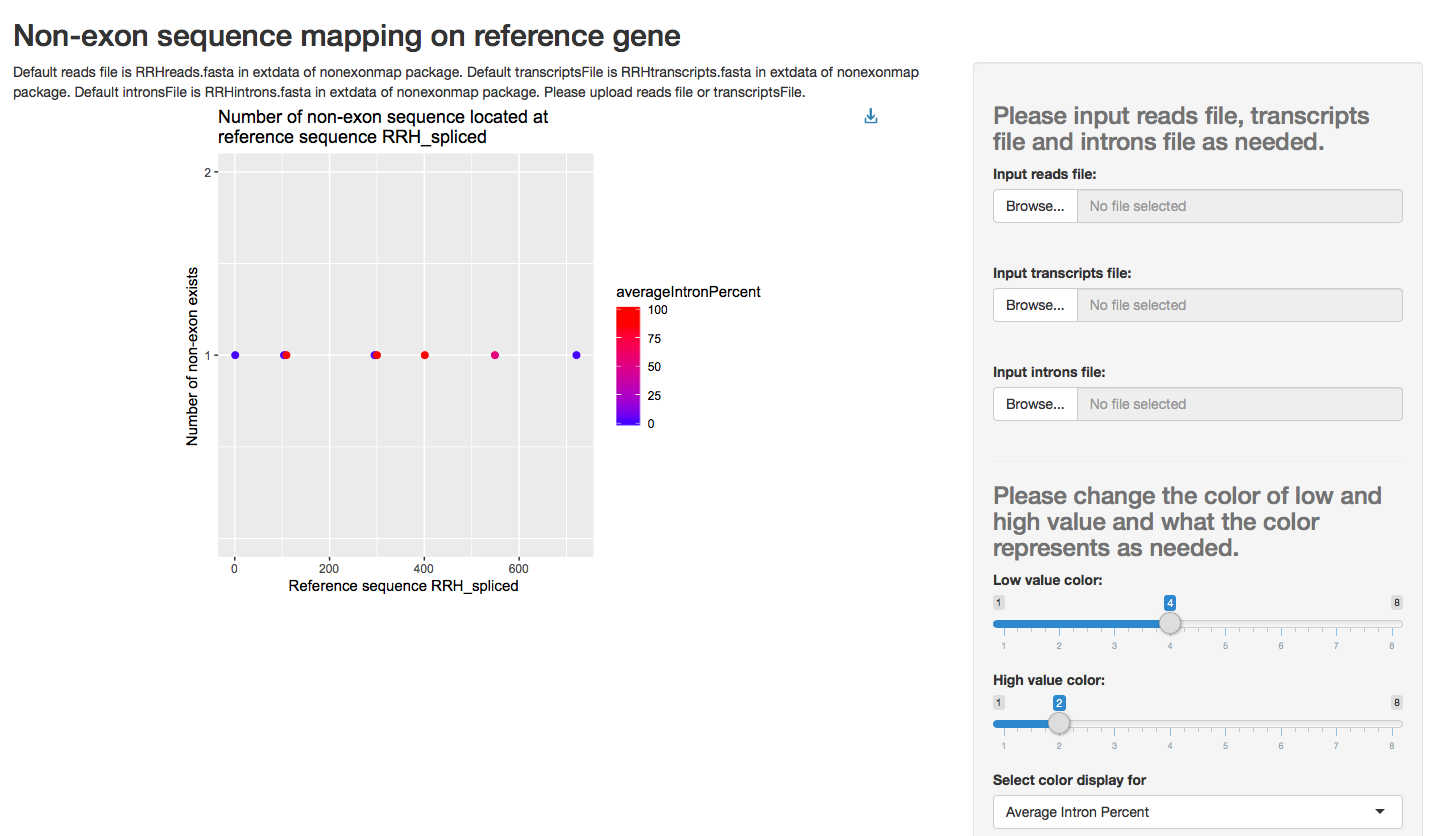 Non-exon sequence mapping on reference gene
Default reads file is RRHreads.fasta in extdata of nonexonmap package. Default transcriptsFile is RRHtranscripts.fasta in extdata of nonexonmap
package. Default intronsFile is RRHintrons.fasta in extdata of nonexonmap package. Please upload reads file or transcriptsFile.
Number of non-exon sequence located at
reference sequence RRH_spliced
2
1
Number of non-exon exists
0 200 400 600
Reference sequence RRH_spliced
averageIntronPercent
100
75
50
25
0
Please input reads file, transcripts
file and introns file as needed.
Input reads file:
Browse... No file selected
Input transcripts file:
Browse... No file selected
Input introns file:
Browse... No file selected
Please change the color of low and
high value and what the color
represents as needed.
Low value color:
1 4 8
1 2 3 4 5 6 7 8
High value color:
1 2 8
1 2 3 4 5 6 7 8
Select color display for
Average Intron Percent